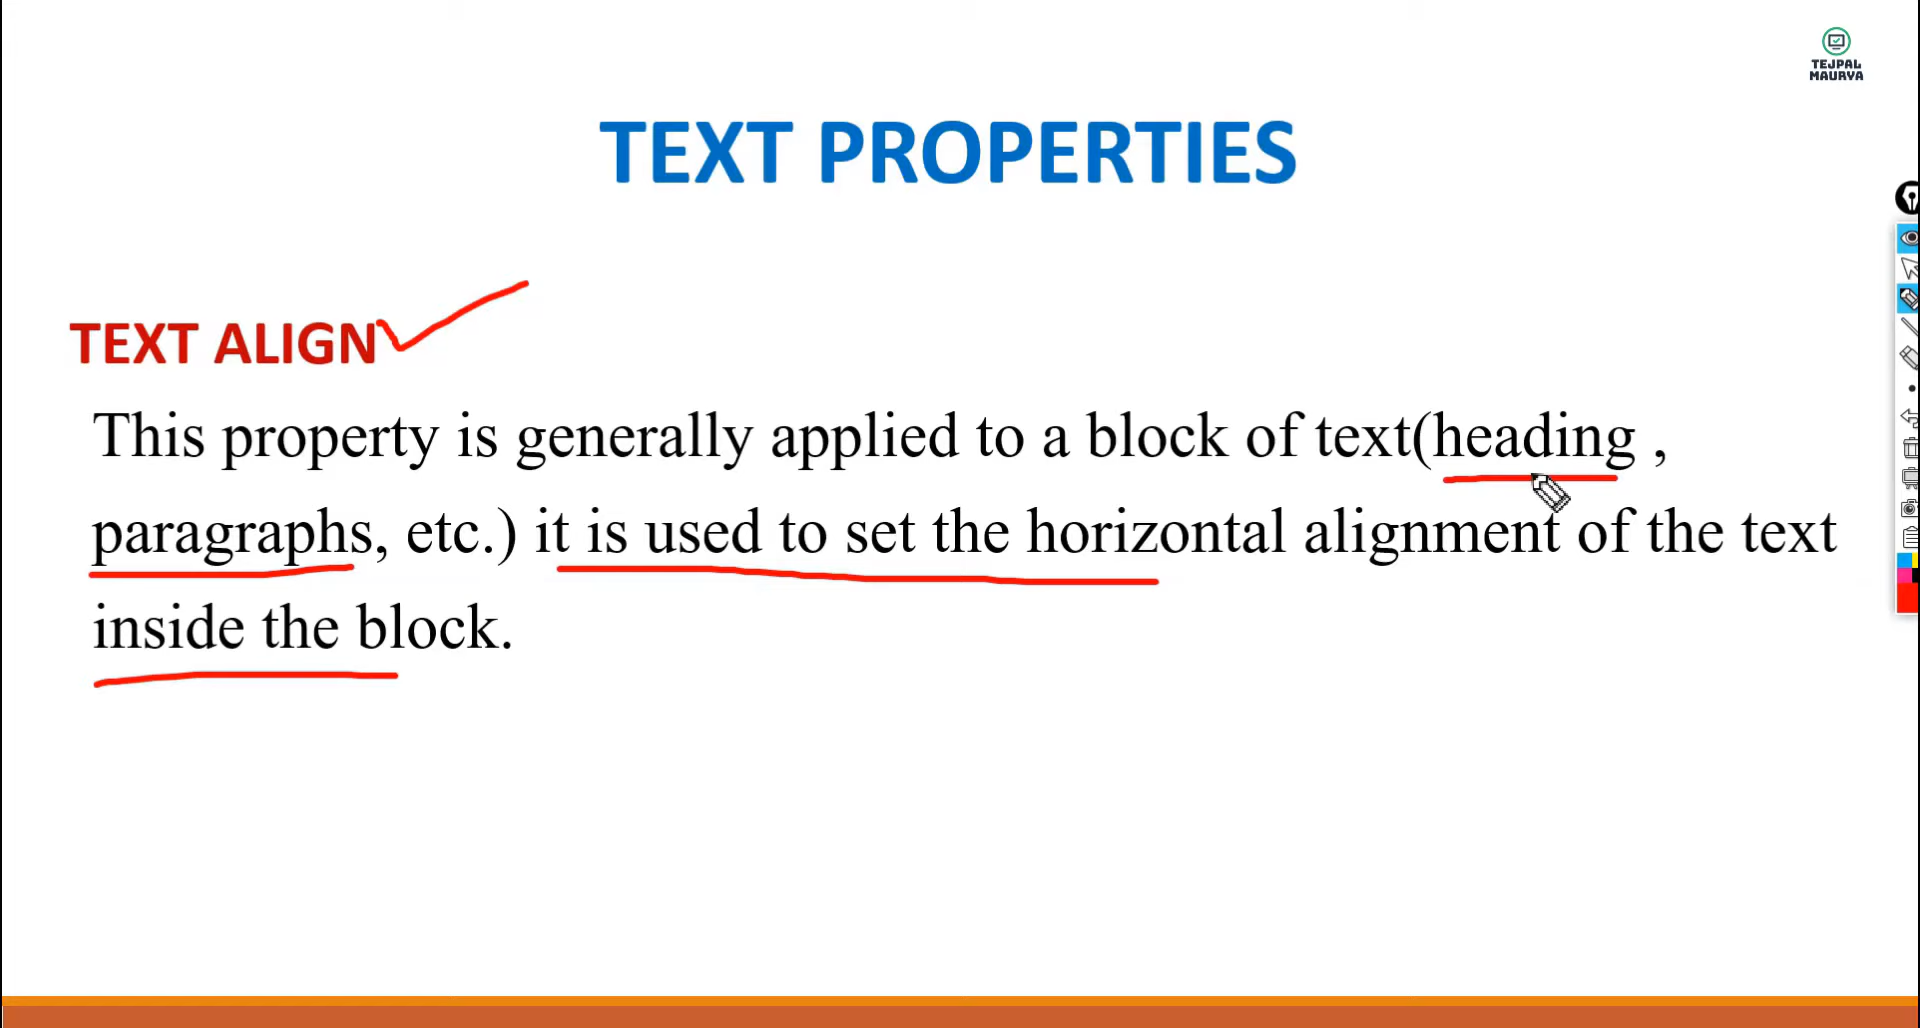 TEJPAL
MAURYA
TEXT PROPERTIES
TEXT ALIGN
This property is generally applied to a block of text(heading ,
paragraphs, etc.) it is used to set the horizontal alignment of the text
inside the block.